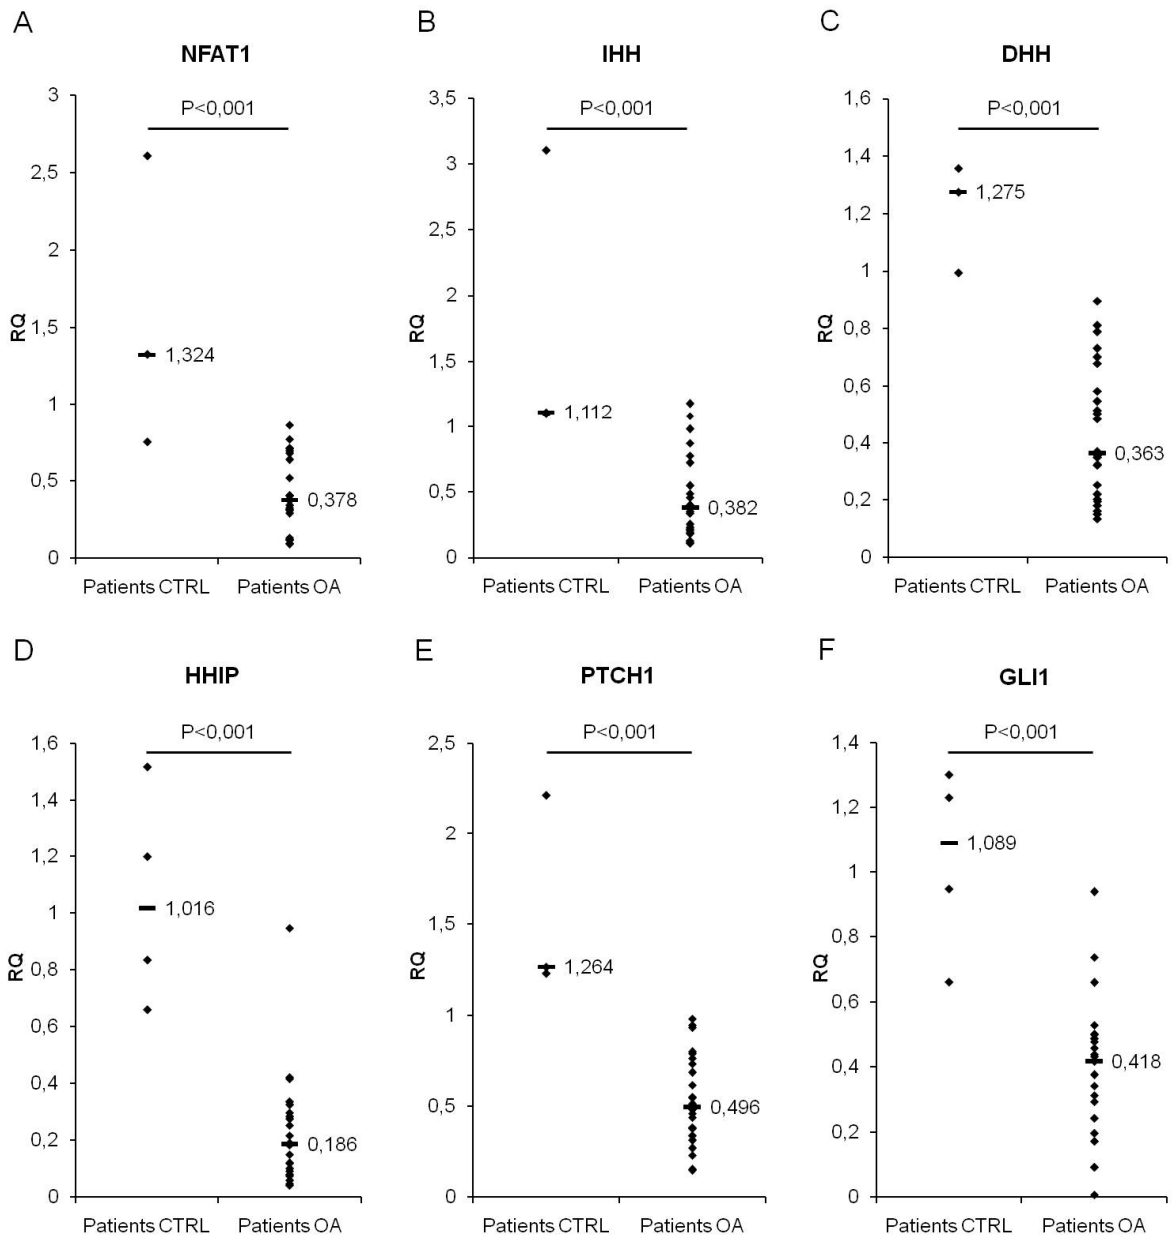 A
NFAT1
P<0,001
3
2,5
2
1,5
1
0,5
0
RQ
1,324
0,378
Patients CTRL
Patients OA
B
IHH
P<0,001
3,5
3
2,5
2
1,5
1
0,5
0
RQ
1,112
0,382
Patients CTRL
Patients OA
C
DHH
P<0,001
1,6
1,4
1,2
1
0,8
0,6
0,4
0,2
0
RQ
1,275
0,363
Patients CTRL
Patients OA
D
HHIP
P<0,001
1,6
1,4
1,2
1
0,8
0,6
0,4
0,2
0
RQ
1,016
0,186
Patients CTRL
Patients OA
E
PTCH1
P<0,001
2,5
2
1,5
1
0,5
0
RQ
1,264
0,496
Patients CTRL
Patients OA
F
GLI1
P<0,001
1,4
1,2
1
0,8
0,6
0,4
0,2
0
RQ
1,089
0,418
Patients CTRL
Patients OA